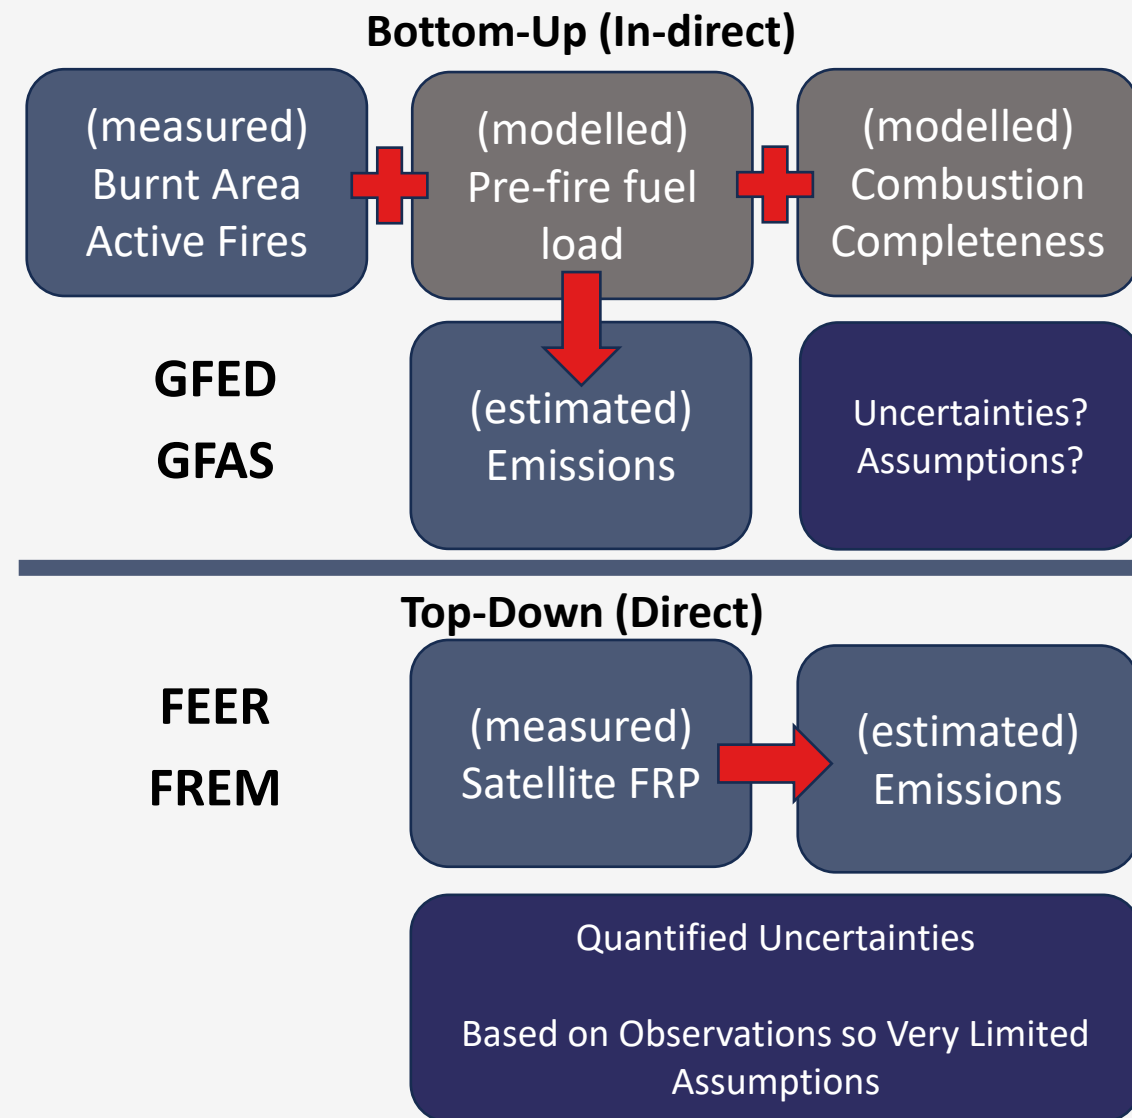 Bottom-Up (In-direct)
(measured)
Burnt Area
Active Fires
(modelled)
Pre-fire fuel
load
(modelled)
Combustion
Completeness
GFED
GFAS
(estimated)
Emissions
Uncertainties?
Assumptions?
Top-Down (Direct)
FEER
FREM
(measured)
Satellite FRP
(estimated)
Emissions
Quantified Uncertainties
Based on Observations so Very Limited
Assumptions